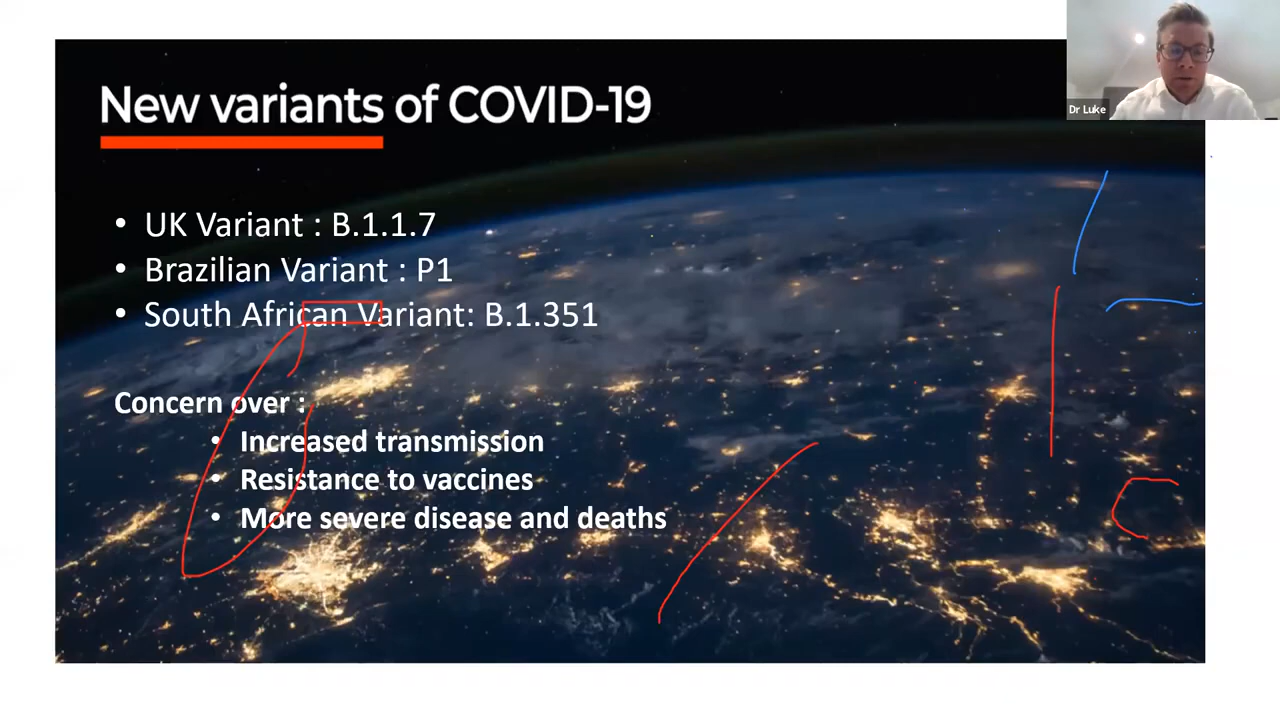 New variants of COVID-19
Dr Luke
• UK Variant : B.1.1.7
• Brazilian Variant : P1
• South African Variant: B.1.351
Concern over :
• Increased transmission
• Resistance to vaccines
• More severe disease and deaths